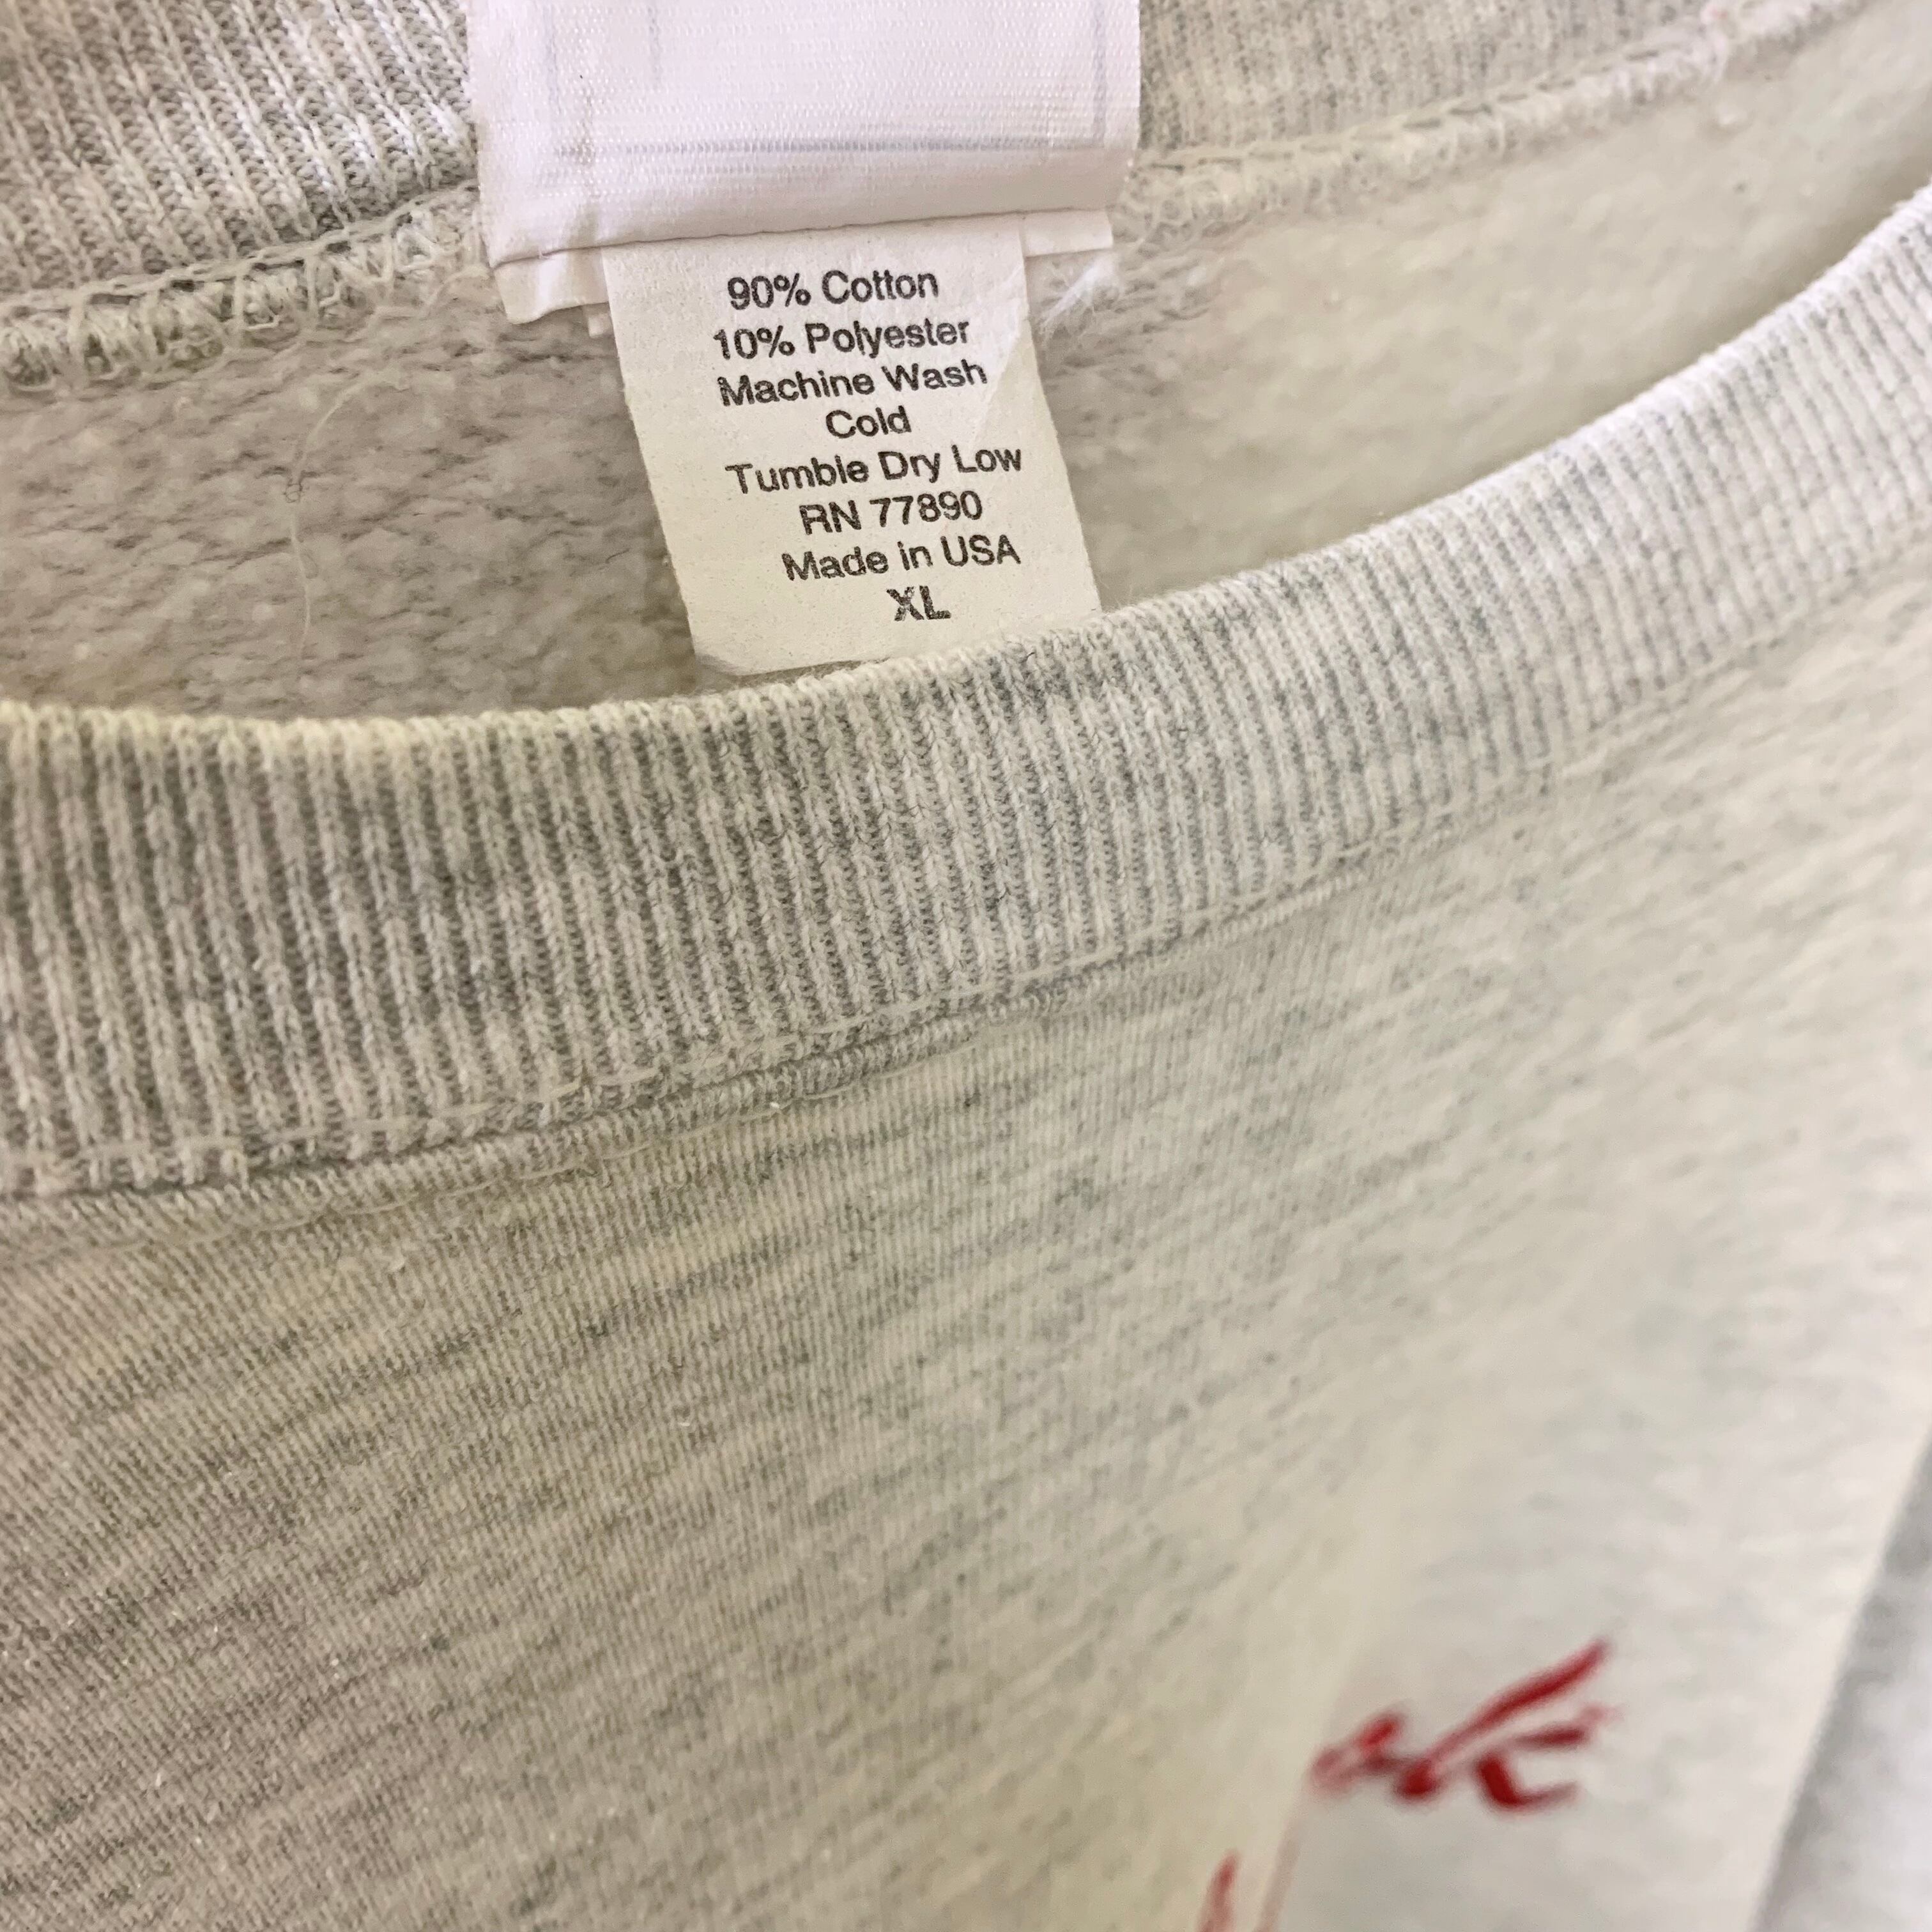 90% Cotton
10% Polyester
Machine Wash
Cold
Tumble Dry Low
RN 77890
Made in USA
XL